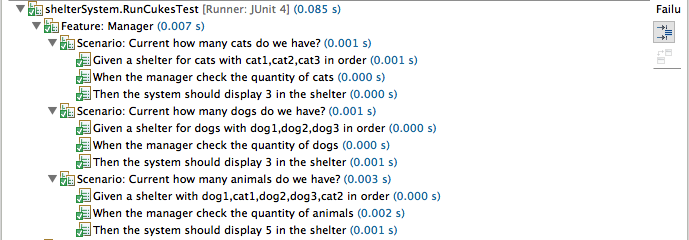 shelterSystem.RunCukesTest [Runner: JUnit 4] (0.085 s)
Failu
Feature: Manager (0.007 s)
Scenario: Current how many cats do we have? (0.001 s)
Given a shelter for cats with cat1,cat2,cat3 in order (0.001 s)
When the manager check the quantity of cats (0.000 s)
Then the system should display 3 in the shelter (0.000 s)
Scenario: Current how many dogs do we have? (0.001 s)
Given a shelter for dogs with dog1,dog2,dog3 in order (0.000 s)
When the manager check the quantity of dogs (0.000 s)
Then the system should display 3 in the shelter (0.001 s)
Scenario: Current how many animals do we have? (0.003 s)
Given a shelter with dog1,cat1,dog2,dog3,cat2 in order (0.000 s)
When the manager check the quantity of animals (0.002 s)
Then the system should display 5 in the shelter (0.001 s)